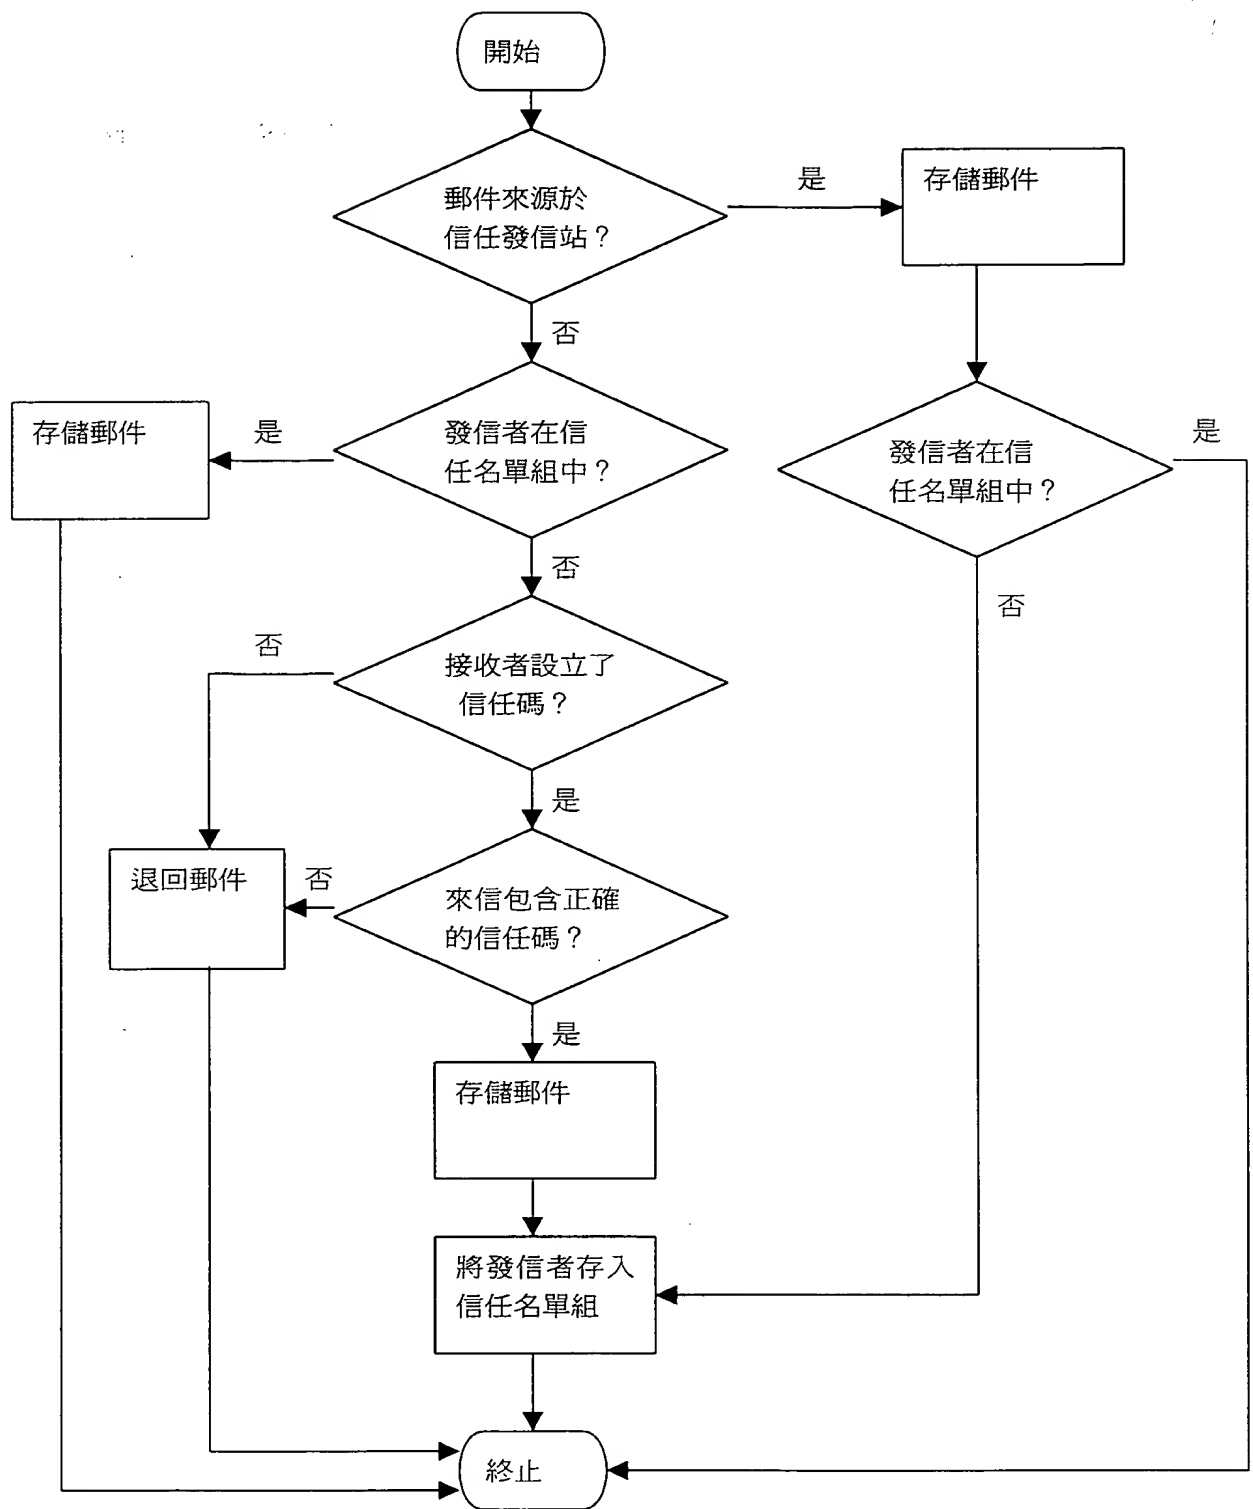 開始
郵件來源於
信任發信站？
是
存儲郵件
否
發信者在信
任名單組中？
是
存儲郵件
發信者在信
任名單組中？
是
否
否
接收者設立了
信任碼？
否
是
來信包含正確
的信任碼？
否
退回郵件
是
存儲郵件
將發信者存入
信任名單組
終止